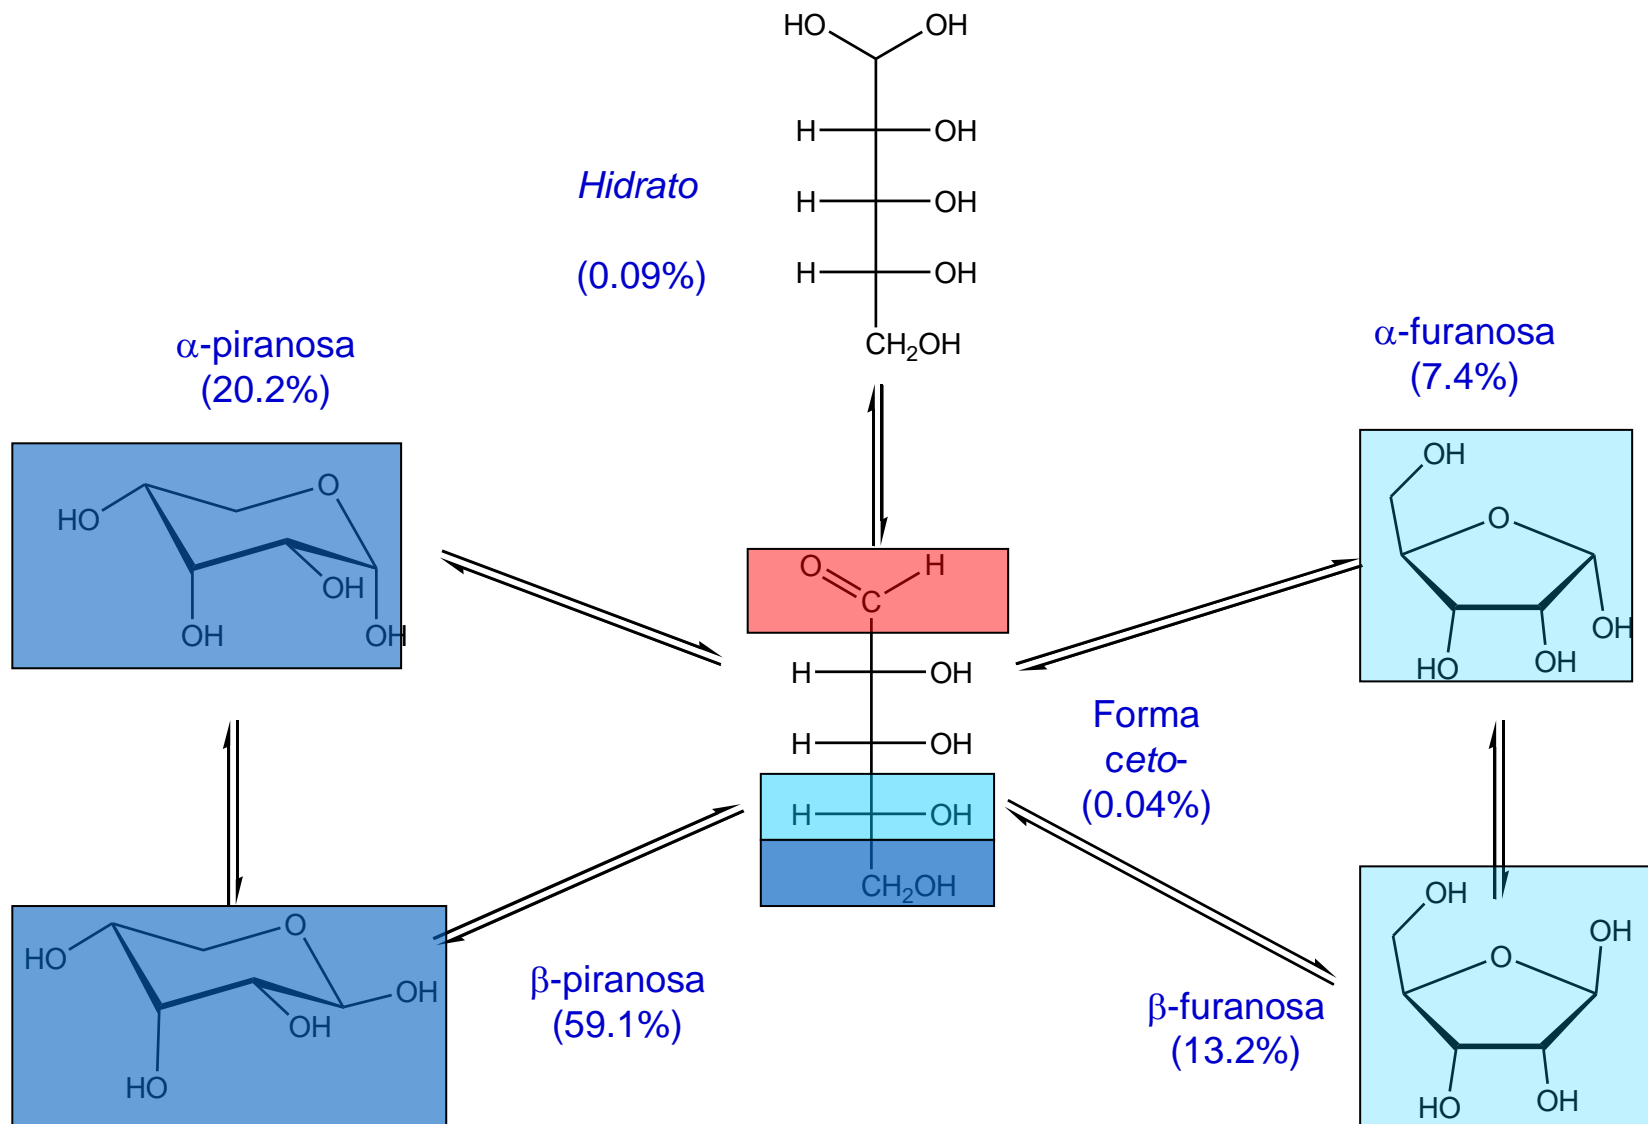 HO OH
H OH
H OH
H OH
CH₂OH
Hidrato
(0.09%)
α-piranosa
(20.2%)
O
HO
OH
OH
OH
α-furanosa
(7.4%)
OH
O
OH
HO
OH
O H
C
H OH
H OH
H OH
CH₂OH
Forma
ceto-
(0.04%)
O
HO
OH
OH
HO
β-piranosa
(59.1%)
β-furanosa
(13.2%)
OH
OH
O
HO
OH